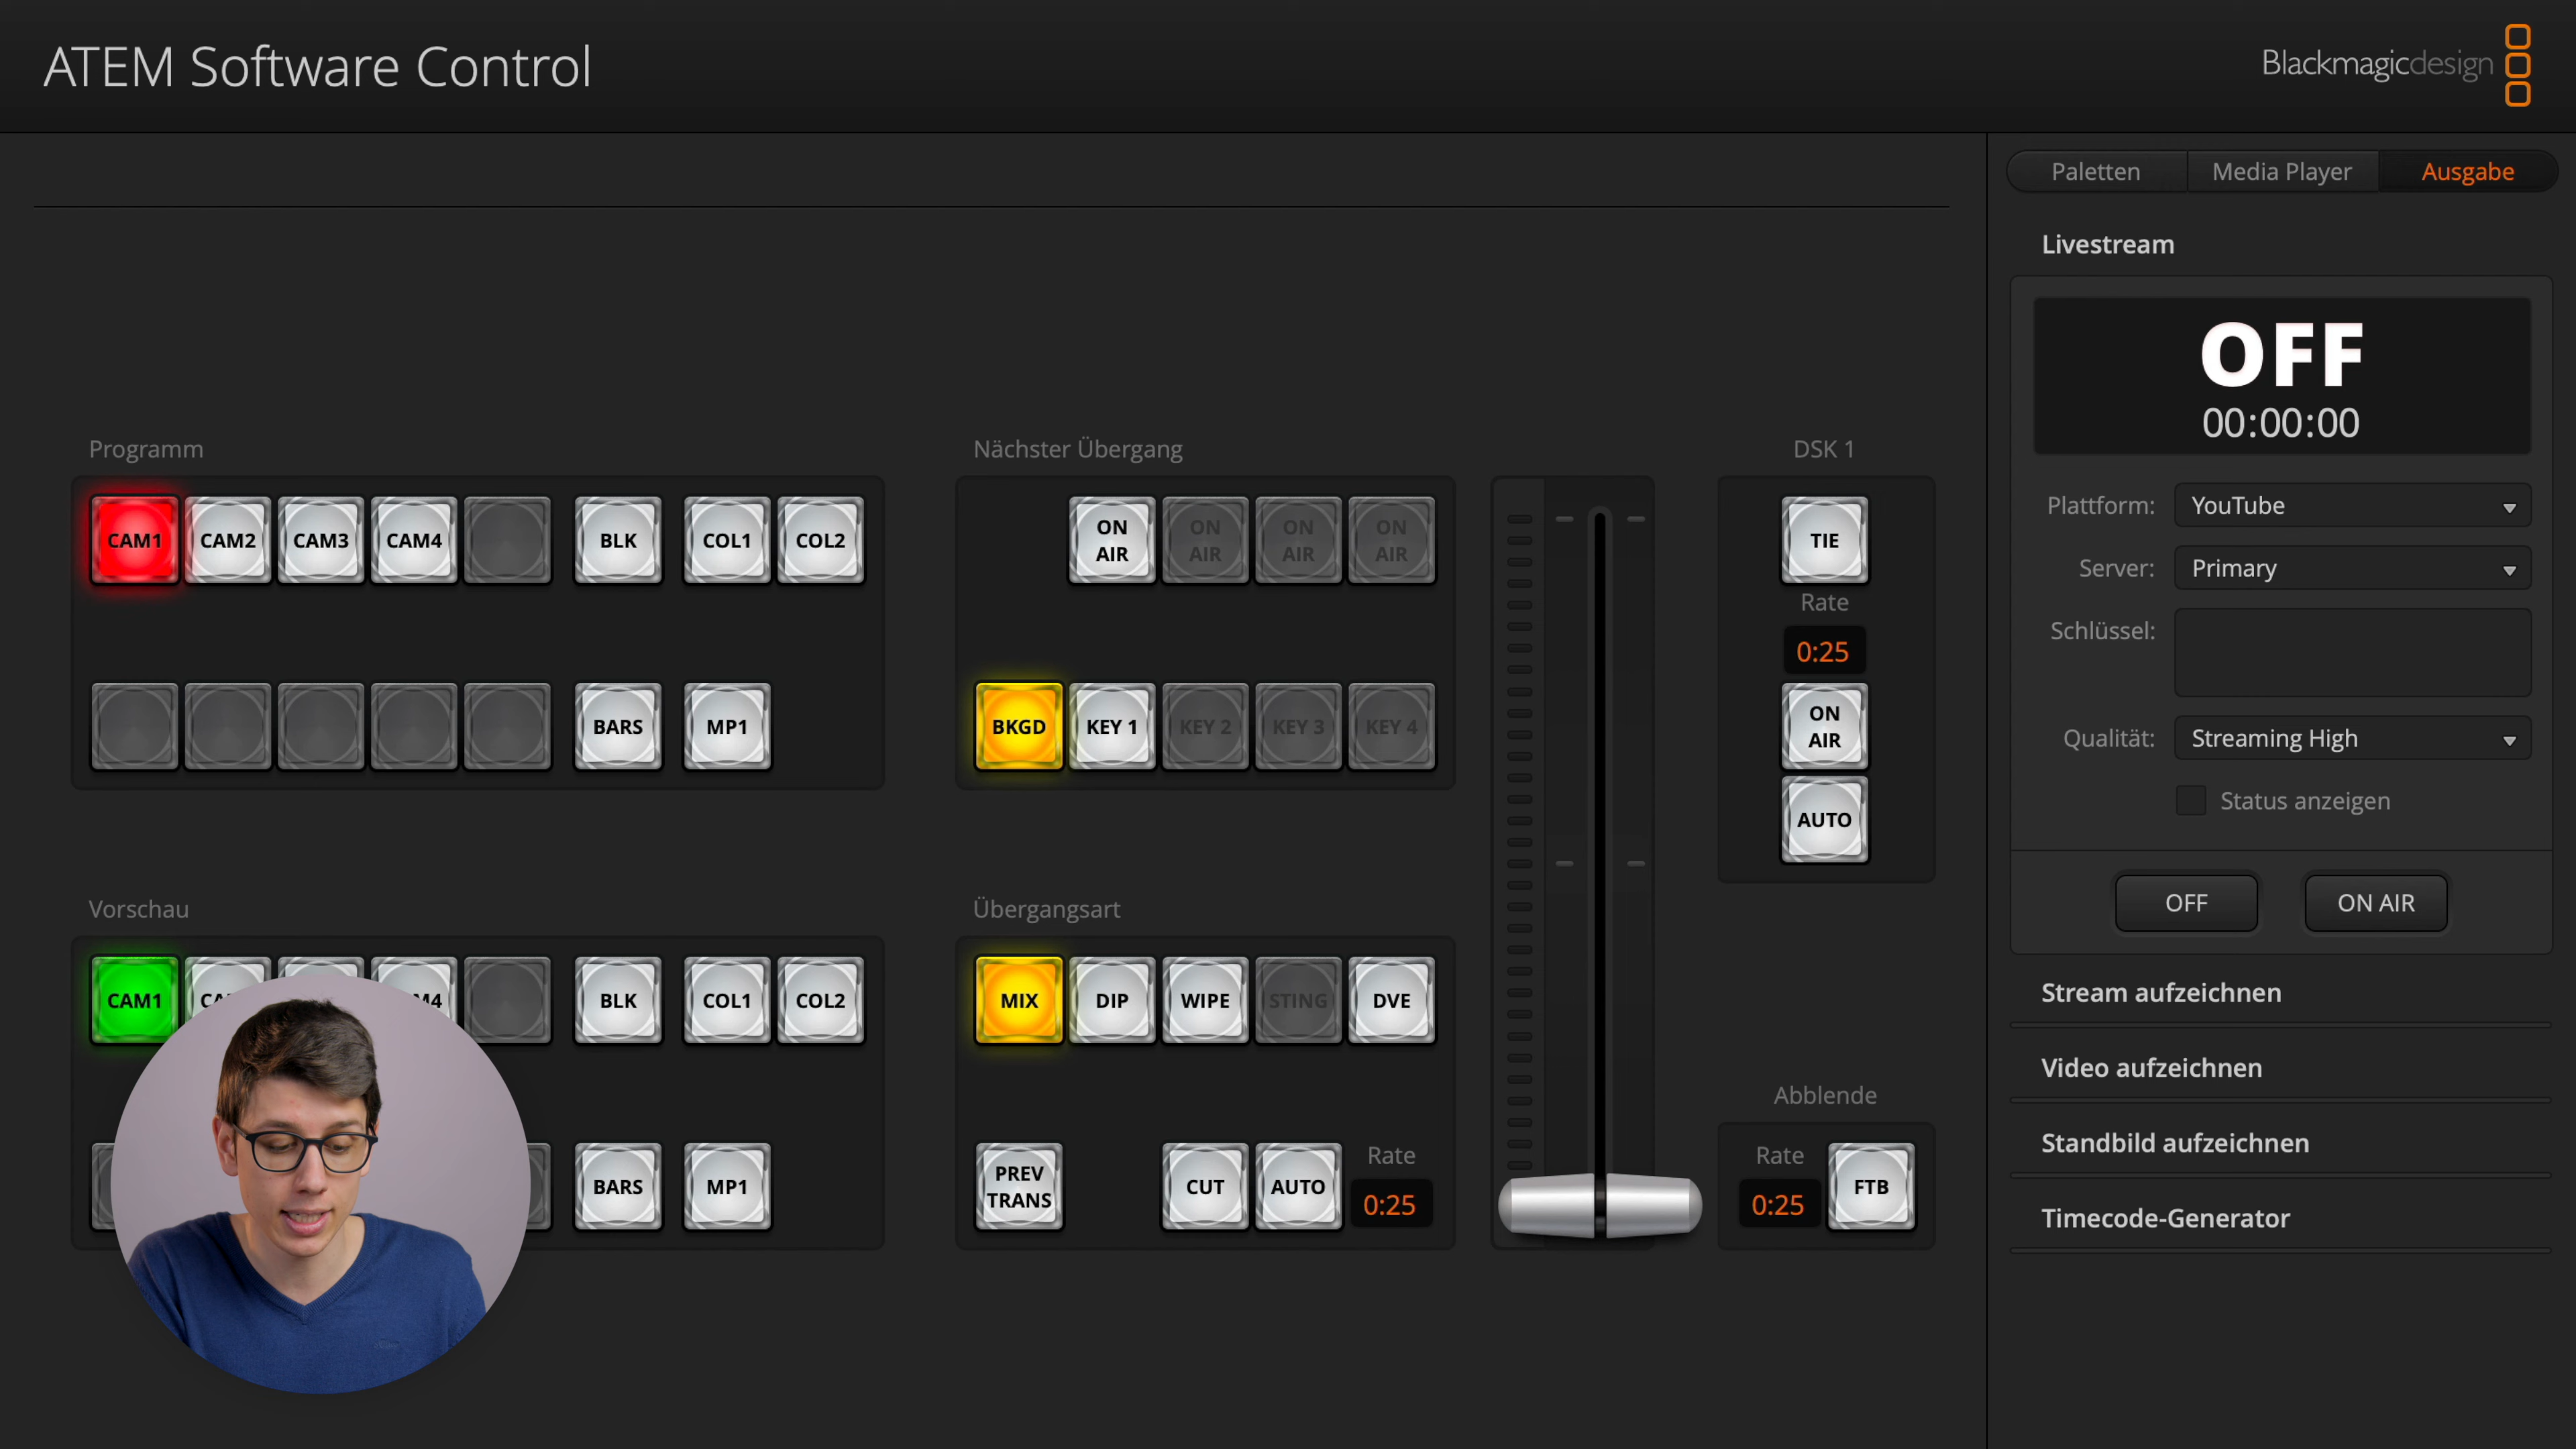 ATEM Software Control
Blackmagicdesign
Paletten
Media Player
Ausgabe
Livestream
OFF
00:00:00
Plattform: YouTube
Server: Primary
Schlüssel:
Qualität: Streaming High
Status anzeigen
OFF
ON AIR
Stream aufzeichnen
Video aufzeichnen
Standbild aufzeichnen
Timecode-Generator
Programm
CAM1 CAM2 CAM3 CAM4 BLK COL1 COL2
BARS MP1
Nächster Übergang
ON AIR
ON AIR
ON AIR
ON AIR
BKGD KEY 1 KEY 2 KEY 3 KEY 4
DSK 1
TIE
Rate
0:25
ON AIR
AUTO
Vorschau
CAM1 BLK COL1 COL2
BARS MP1
Übergangsart
MIX DIP WIPE STING DVE
PREV TRANS
CUT AUTO
Rate
0:25
Abblende
Rate
0:25
FTB